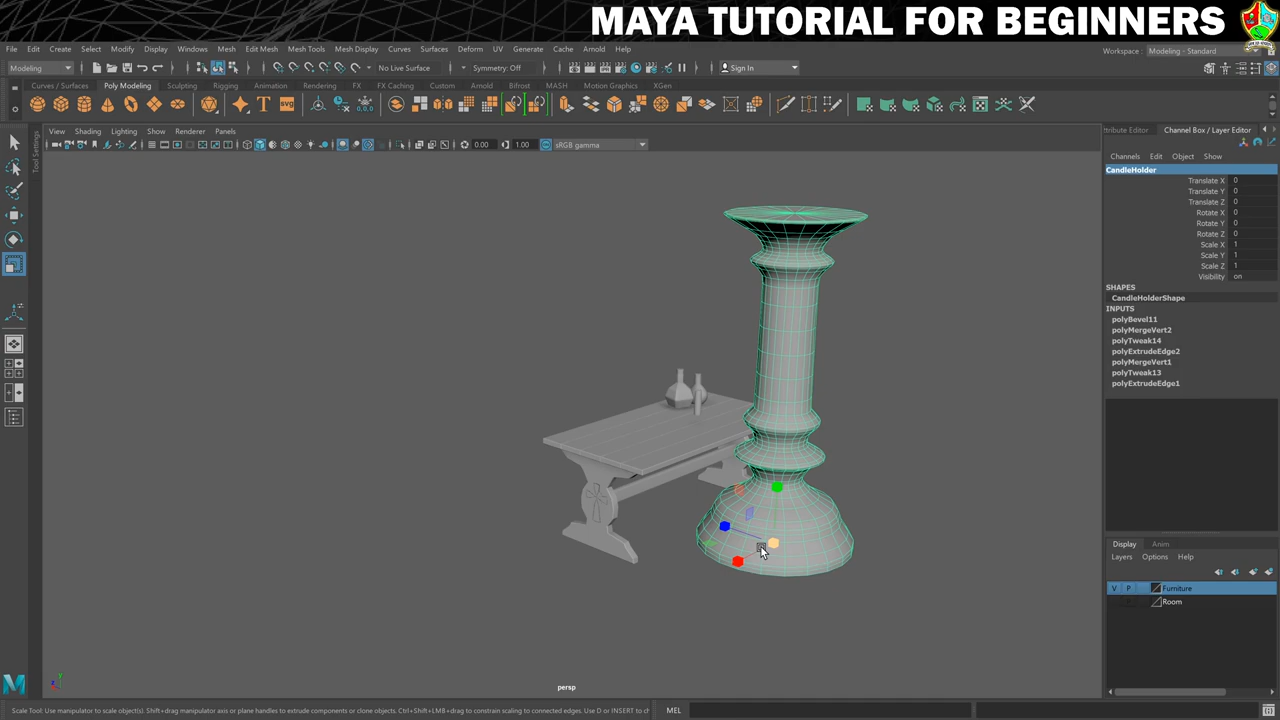 MAYA TUTORIAL FOR BEGINNERS
File Edit Create Select Modify Display Windows Mesh Edit Mesh Mesh Tools Mesh Display Curves Surfaces Deform UV Generate Cache Arnold Help
Workspace : Modeling - Standard
Modeling No Live Surface Symmetry: Off Sign In
Curves / Surfaces Poly Modeling Sculpting Rigging Animation Rendering FX FX Caching Custom Arnold Bifrost MASH Motion Graphics XGen
SVG
View Shading Lighting Show Renderer Panels
0.00 1.00 sRGB gamma
Tool Settings
ttribute Editor Channel Box / Layer Editor
Channels Edit Object Show
CandleHolder
Translate X 0
Translate Y 0
Translate Z 0
Rotate X 0
Rotate Y 0
Rotate Z 0
Scale X 1
Scale Y 1
Scale Z 1
Visibility on
SHAPES
CandleHolderShape
INPUTS
polyBevel11
polyMergeVert2
polyTweak14
polyExtrudeEdge2
polyMergeVert1
polyTweak13
polyExtrudeEdge1
Display Anim
Layers Options Help
V P Furniture
Room
persp
Scale Tool: Use manipulator to scale object(s). Shift+drag manipulator axis or plane handles to extrude components or clone objects. Ctrl+Shift+LMB+drag to constrain scaling to connected edges. Use D or INSERT to
MEL